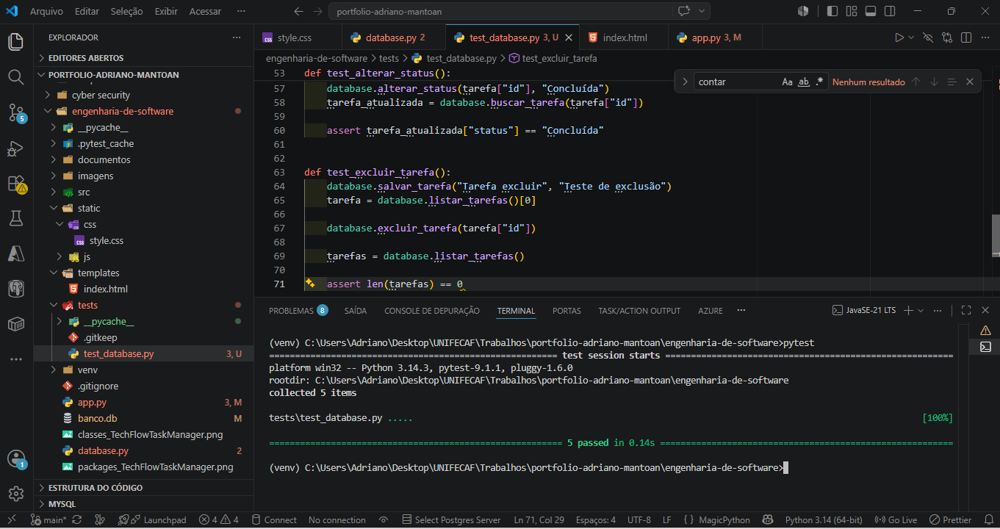 Arquivo Editar Seleção Exibir Acessar ···
portfolio-adriano-mantoan
EXPLORADOR ···
EDITORES ABERTOS
PORTFOLIO-ADRIANO-MANTOAN
cyber security
engenharia-de-software
__pycache__
.pytest_cache
documentos
imagens
src
static
css
style.css
js
templates
index.html
tests
__pycache__
.gitkeep
test_database.py 3, U
venv
.gitignore
app.py 3, M
banco.db M
classes_TechFlowTaskManager.png
database.py 2
packages_TechFlowTaskManager.png
ESTRUTURA DO CÓDIGO
MYSQL
5
1
style.css database.py 2 test_database.py 3, U index.html app.py 3, M
engenharia-de-software > tests > test_database.py > test_excluir_tarefa
contar Aa ab .* Nenhum resultado
53 def test_alterar_status():
57 database.alterar_status(tarefa["id"], "Concluída")
58 tarefa_atualizada = database.buscar_tarefa(tarefa["id"])
59
60 assert tarefa_atualizada["status"] == "Concluída"
61
62
63 def test_excluir_tarefa():
64 database.salvar_tarefa("Tarefa excluir", "Teste de exclusão")
65 tarefa = database.listar_tarefas()[0]
66
67 database.excluir_tarefa(tarefa["id"])
68
69 tarefas = database.listar_tarefas()
70
71 assert len(tarefas) == 0
PROBLEMAS 8 SAÍDA CONSOLE DE DEPURAÇÃO TERMINAL PORTAS TASK/ACTION OUTPUT AZURE ··· JavaSE-21 LTS
(venv) C:\Users\Adriano\Desktop\UNIFECAF\Trabalhos\portfolio-adriano-mantoan\engenharia-de-software>pytest
======================================================== test session starts ========================================================
platform win32 -- Python 3.14.3, pytest-9.1.1, pluggy-1.6.0
rootdir: C:\Users\Adriano\Desktop\UNIFECAF\Trabalhos\portfolio-adriano-mantoan\engenharia-de-software
collected 5 items
tests\test_database.py ..... [100%]
========================================================= 5 passed in 0.14s =========================================================
(venv) C:\Users\Adriano\Desktop\UNIFECAF\Trabalhos\portfolio-adriano-mantoan\engenharia-de-software>
main* Launchpad 4 4 Connect No connection Select Postgres Server Ln 71, Col 29 Espaços: 4 UTF-8 LF { } MagicPython Python 3.14 (64-bit) Go Live Prettier